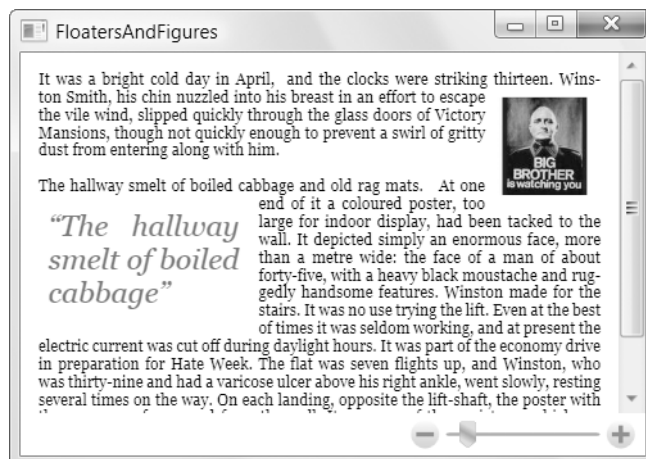 FloatersAndFigures
It was a bright cold day in April, and the clocks were striking thirteen. Wins-
ton Smith, his chin nuzzled into his breast in an effort to escape
the vile wind, slipped quickly through the glass doors of Victory
Mansions, though not quickly enough to prevent a swirl of gritty
dust from entering along with him.
BIG
BROTHER
is watching you
The hallway smelt of boiled cabbage and old rag mats. At one
end of it a coloured poster, too
large for indoor display, had been tacked to the
wall. It depicted simply an enormous face, more
than a metre wide: the face of a man of about
forty-five, with a heavy black moustache and rug-
gedly handsome features. Winston made for the
stairs. It was no use trying the lift. Even at the best
of times it was seldom working, and at present the
“The hallway
smelt of boiled
cabbage”
electric current was cut off during daylight hours. It was part of the economy drive
in preparation for Hate Week. The flat was seven flights up, and Winston, who
was thirty-nine and had a varicose ulcer above his right ankle, went slowly, resting
several times on the way. On each landing, opposite the lift-shaft, the poster with